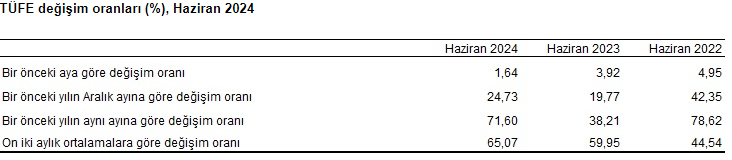 TÜFE değişim oranları (%), Haziran 2024
Haziran 2024 Haziran 2023 Haziran 2022
Bir önceki aya göre değişim oranı 1,64 3,92 4,95
Bir önceki yılın Aralık ayına göre değişim oranı 24,73 19,77 42,35
Bir önceki yılın aynı ayına göre değişim oranı 71,60 38,21 78,62
On iki aylık ortalamalara göre değişim oranı 65,07 59,95 44,54